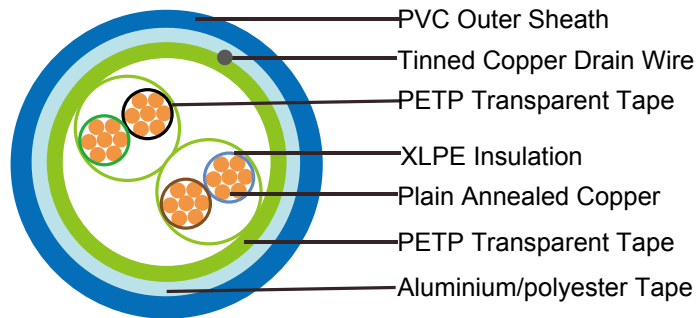 PVC Outer Sheath
Tinned Copper Drain Wire
PETP Transparent Tape
XLPE Insulation
Plain Annealed Copper
PETP Transparent Tape
Aluminium/polyester Tape